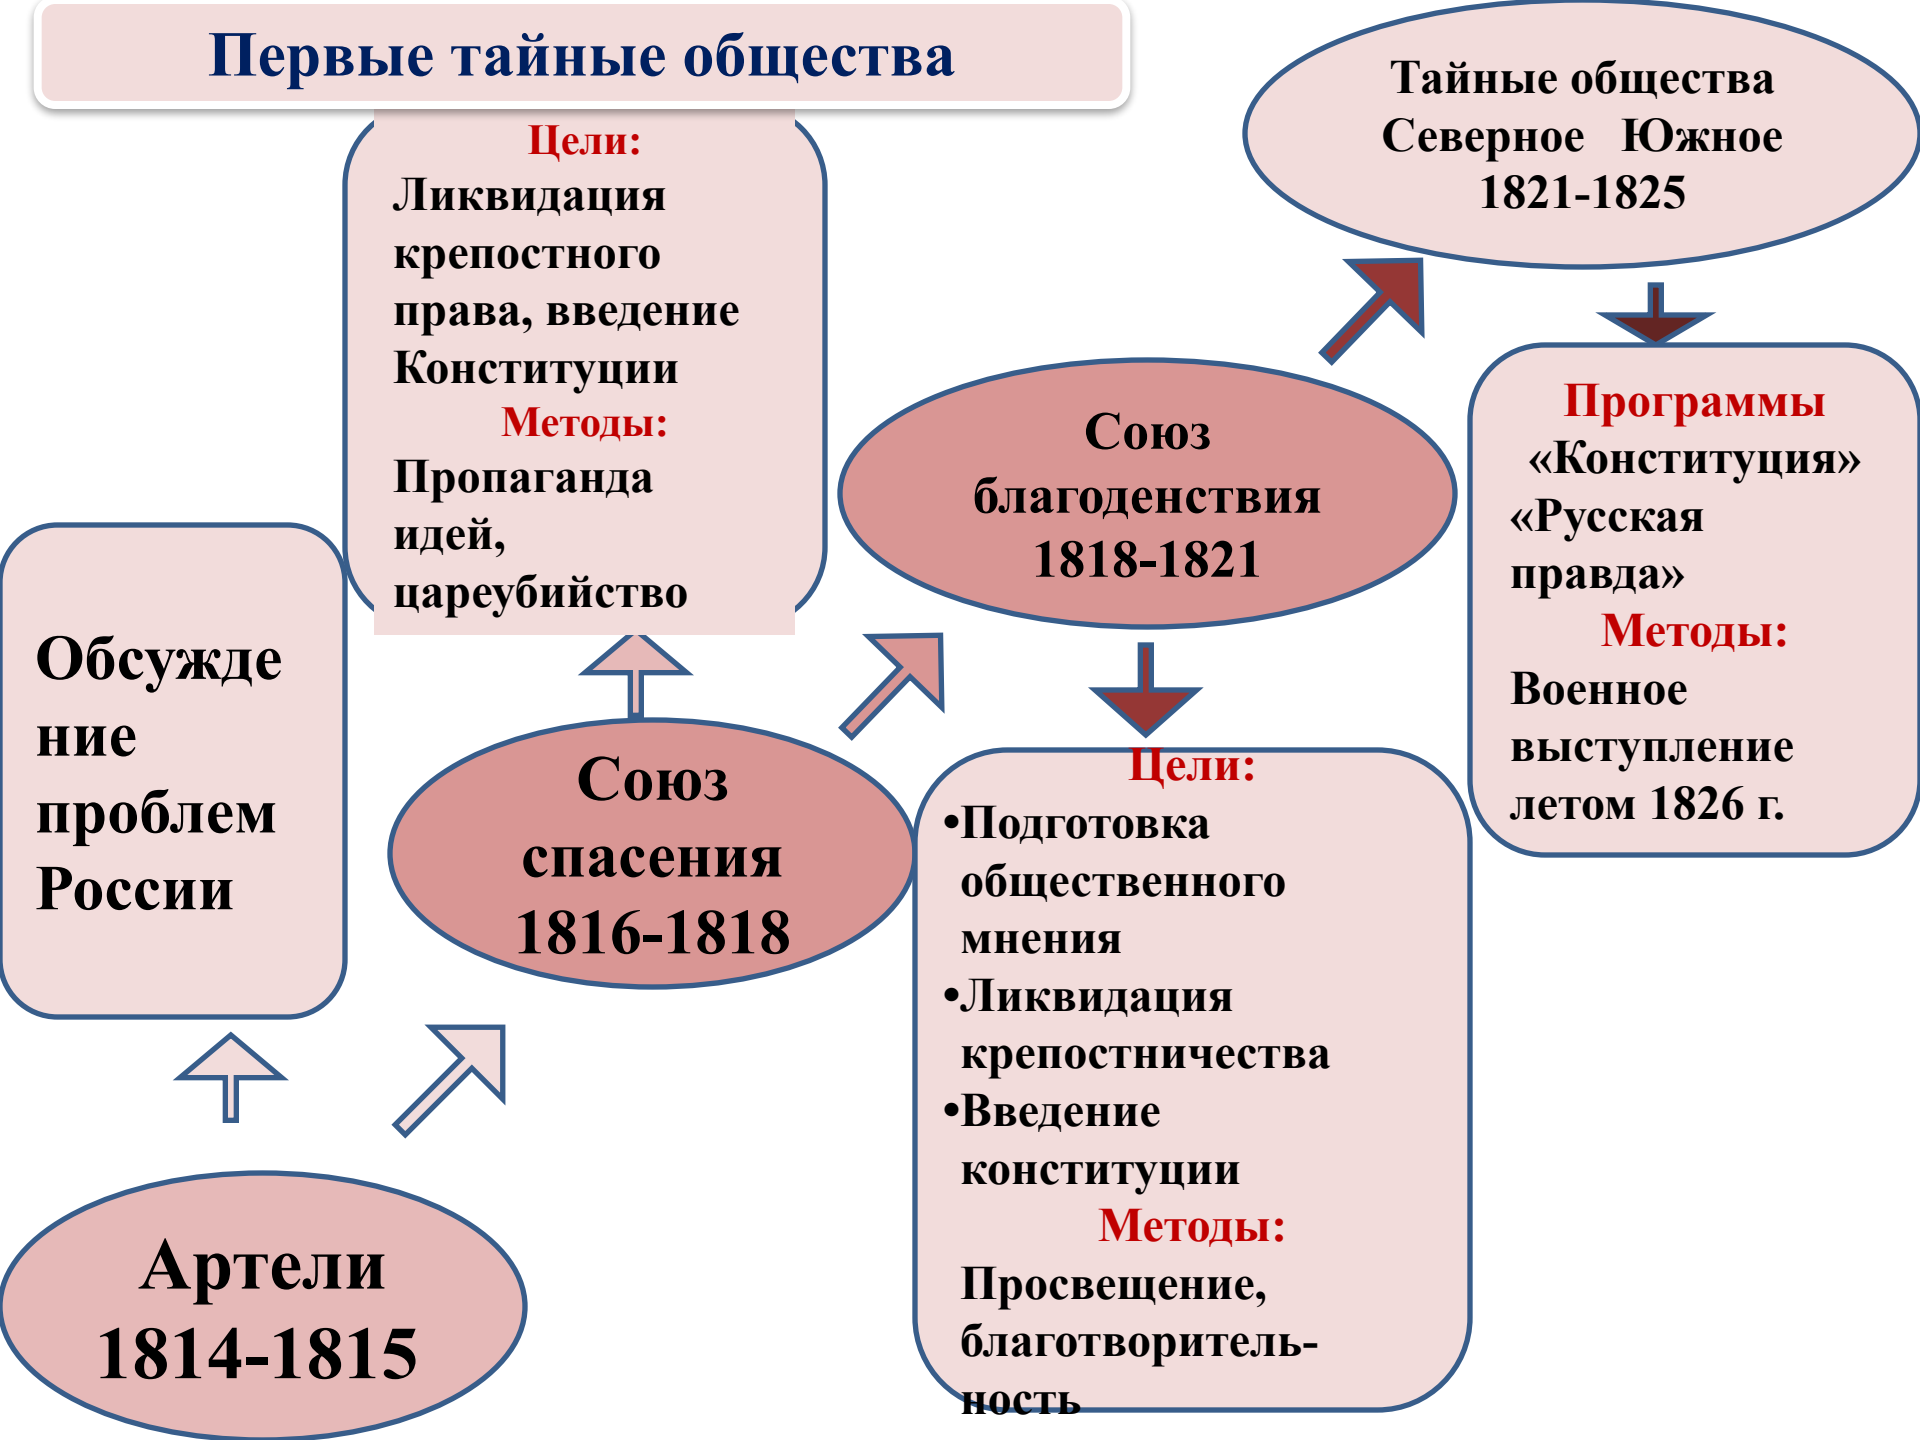 Первые тайные общества
Тайные общества
Северное Южное
1821-1825
Цели:
Ликвидация
крепостного
права, введение
Конституции
Методы:
Пропаганда
идей,
цареубийство
Союз
благоденствия
1818-1821
Программы
«Конституция»
«Русская
правда»
Методы:
Военное
выступление
летом 1826 г.
Обсужде
ние
проблем
России
Союз
спасения
1816-1818
Цели:
•Подготовка
общественного
мнения
•Ликвидация
крепостничества
•Введение
конституции
Методы:
Просвещение,
благотворитель-
ность
Артели
1814-1815